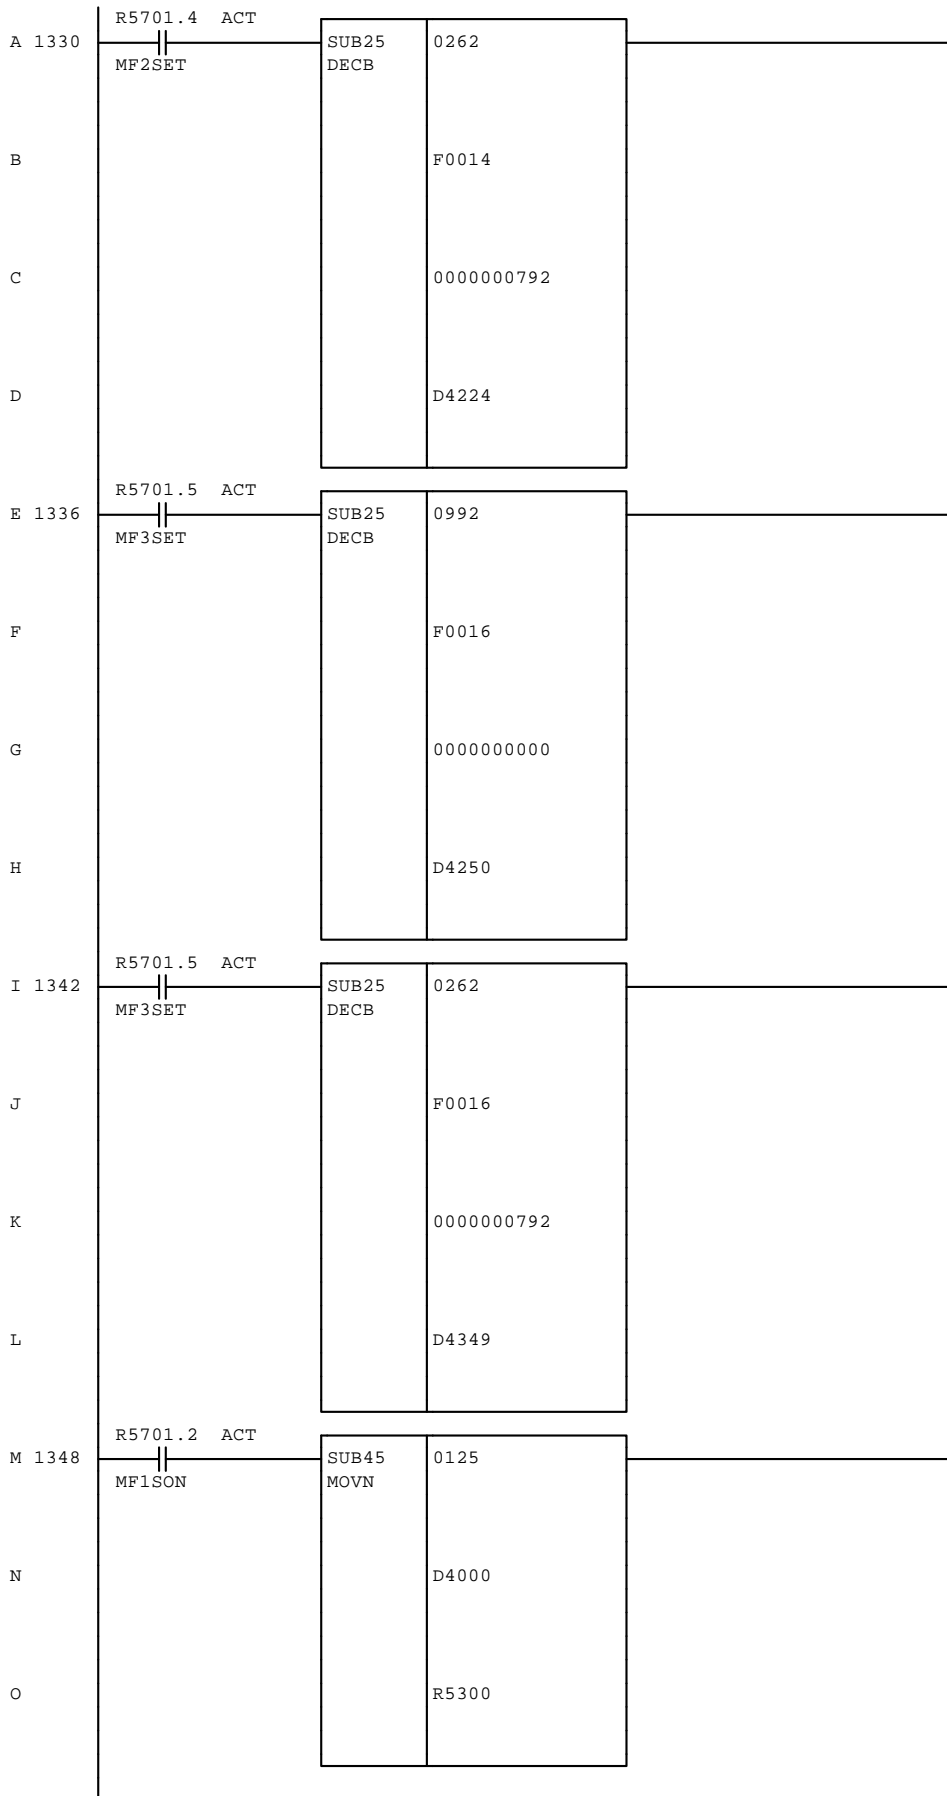 R5701.4 ACT
A 1330 SUB25 0262
MF2SET DECB
B F0014
C 0000000792
D D4224
R5701.5 ACT
E 1336 SUB25 0992
MF3SET DECB
F F0016
G 0000000000
H D4250
R5701.5 ACT
I 1342 SUB25 0262
MF3SET DECB
J F0016
K 0000000792
L D4349
R5701.2 ACT
M 1348 SUB45 0125
MF1SON MOVN
N D4000
O R5300